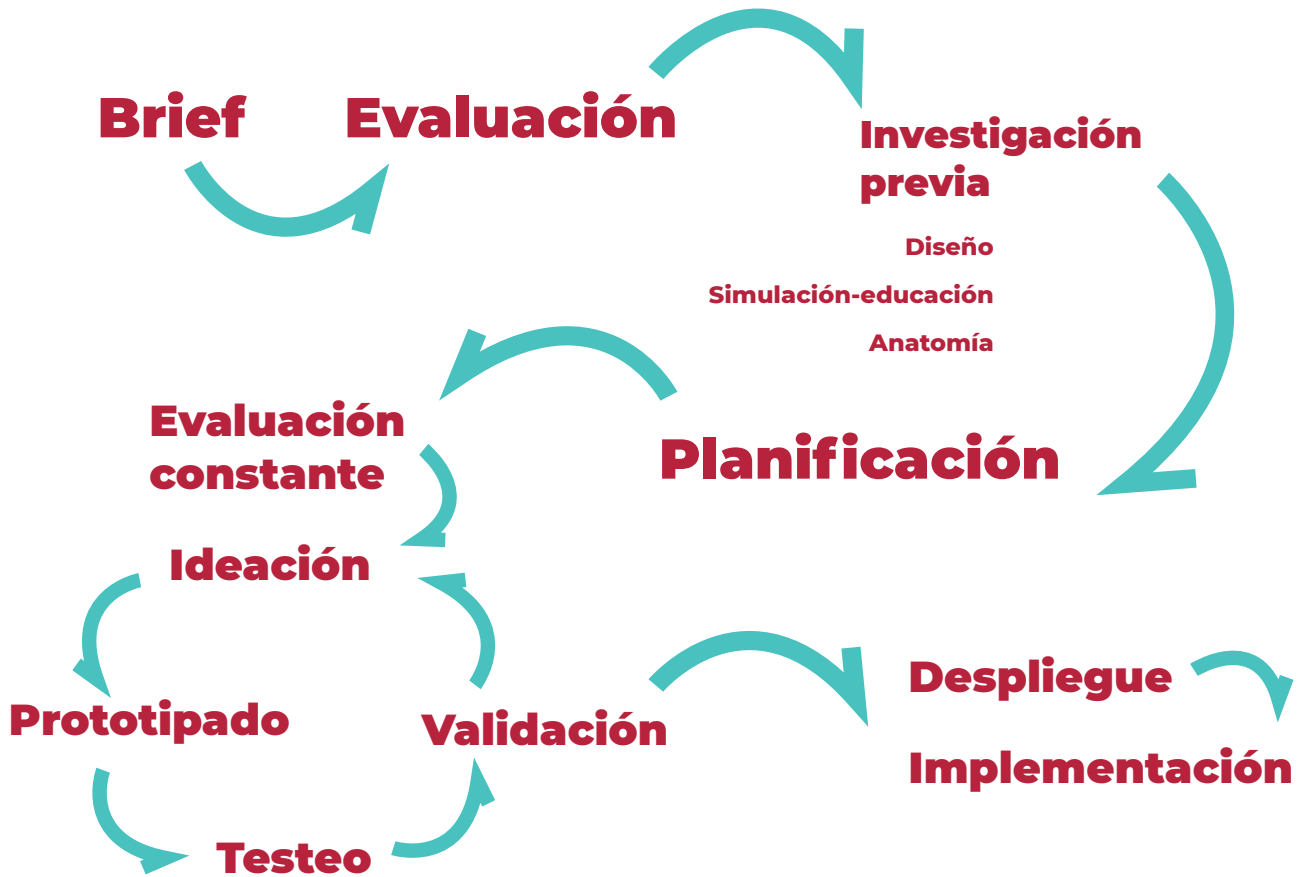 Brief
Evaluación
Investigación
previa
Diseño
Simulación-educación
Anatomía
Planificación
Evaluación
constante
Ideación
Prototipado
Testeo
Validación
Despliegue
Implementación